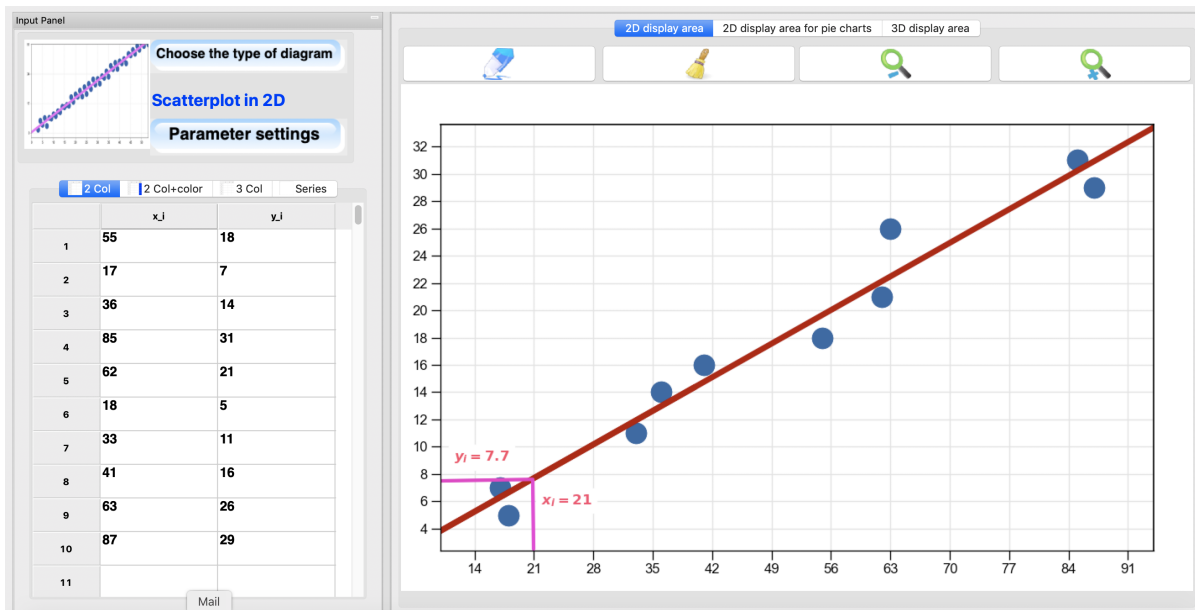 Input Panel
Choose the type of diagram
Scatterplot in 2D
Parameter settings
2 Col 2 Col+color 3 Col Series
x_i y_i
1 55 18
2 17 7
3 36 14
4 85 31
5 62 21
6 18 5
7 33 11
8 41 16
9 63 26
10 87 29
11
Mail
2D display area 2D display area for pie charts 3D display area
32
30
28
26
24
22
20
18
16
14
12
10
8
6
4
yᵢ = 7.7
xᵢ = 21
14 21 28 35 42 49 56 63 70 77 84 91